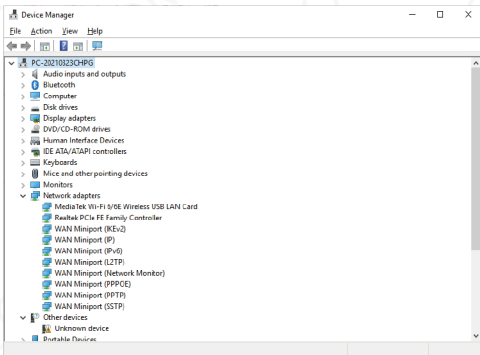 Device Manager
File Action View Help
PC-20210323CHPG
Audio inputs and outputs
Bluetooth
Computer
Disk drives
Display adapters
DVD/CD-ROM drives
Human Interface Devices
IDE ATA/ATAPI controllers
Keyboards
Mice and other pointing devices
Monitors
Network adapters
MediaTek Wi-Fi 6/6E Wireless USB LAN Card
Realtek PCIe FE Family Controller
WAN Miniport (IKEv2)
WAN Miniport (IP)
WAN Miniport (IPv6)
WAN Miniport (L2TP)
WAN Miniport (Network Monitor)
WAN Miniport (PPPOE)
WAN Miniport (PPTP)
WAN Miniport (SSTP)
Other devices
Unknown device
Portable Devices